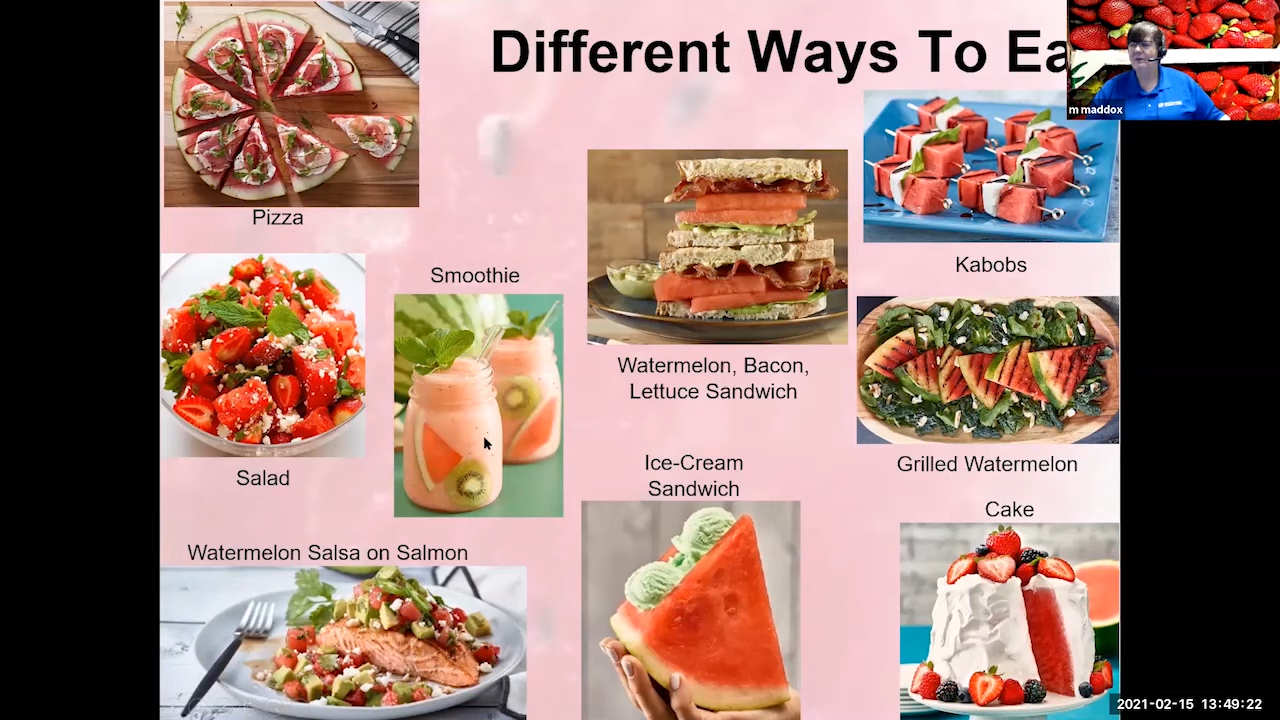 Different Ways To Ea
m maddox
Pizza
Smoothie
Kabobs
Watermelon, Bacon,
Lettuce Sandwich
Salad
Ice-Cream
Sandwich
Grilled Watermelon
Cake
Watermelon Salsa on Salmon
2021-02-15 13:49:22